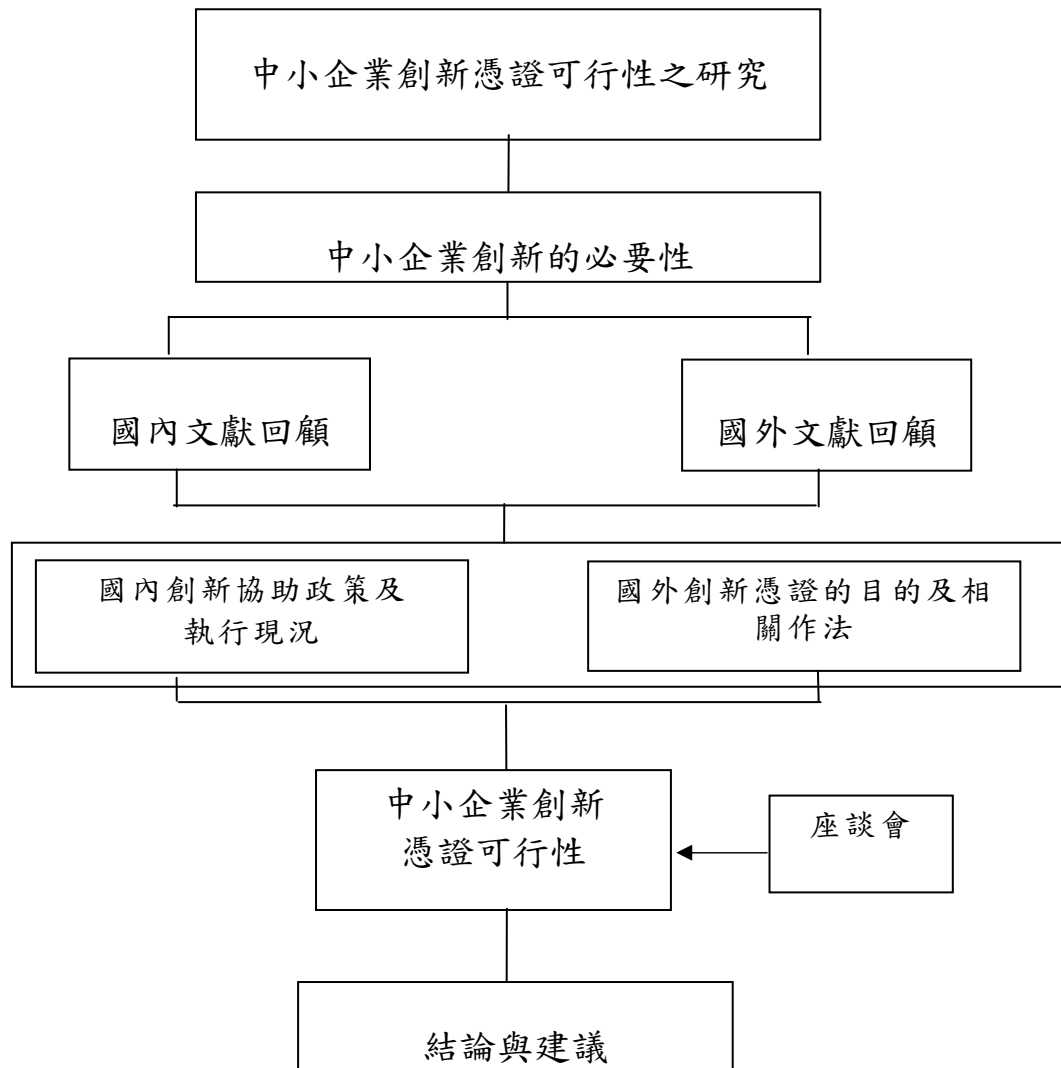 中小企業創新憑證可行性之研究
中小企業創新的必要性
國內文獻回顧
國外文獻回顧
國內創新協助政策及
執行現況
國外創新憑證的目的及相
關作法
中小企業創新
憑證可行性
座談會
結論與建議